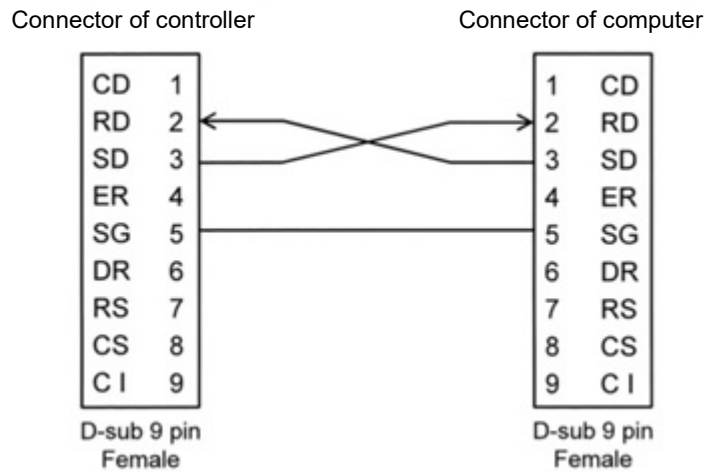 Connector of controller Connector of computer
CD 1 1 CD
RD 2 2 RD
SD 3 3 SD
ER 4 4 ER
SG 5 5 SG
DR 6 6 DR
RS 7 7 RS
CS 8 8 CS
C I 9 9 C I
D-sub 9 pin D-sub 9 pin
Female Female